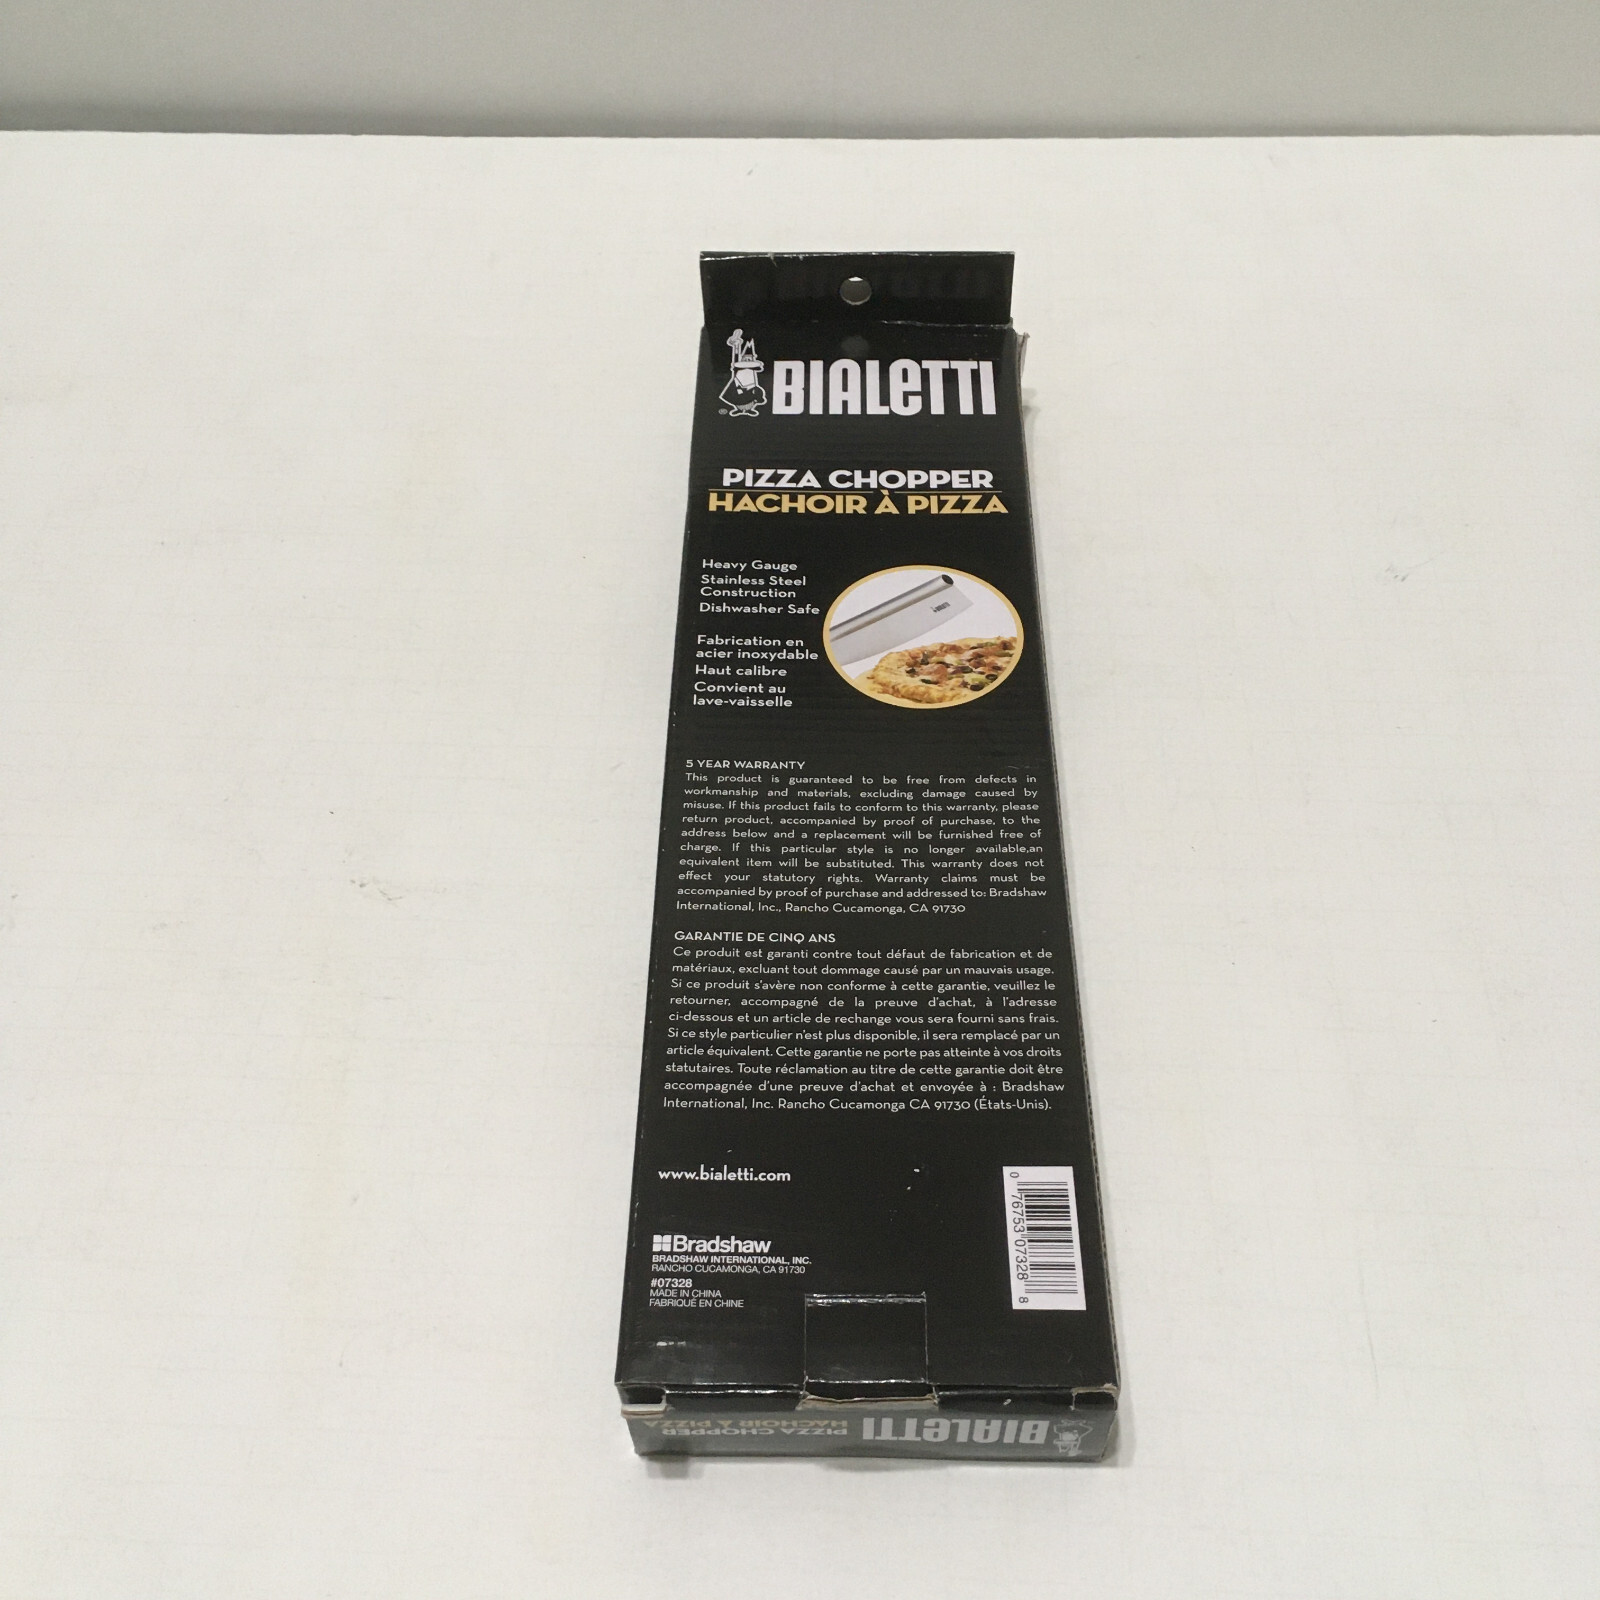 BIALETTI
PIZZA CHOPPER
HACHOIR À PIZZA
Heavy Gauge
Stainless Steel
Construction
Dishwasher Safe
Fabrication en
acier inoxydable
Haut calibre
Convient au
lave-vaisselle
BIALETTI
5 YEAR WARRANTY
This product is guaranteed to be free from defects in
workmanship and materials, excluding damage caused by
misuse. If this product fails to conform to this warranty, please
return product, accompanied by proof of purchase, to the
address below and a replacement will be furnished free of
charge. If this particular style is no longer available,an
equivalent item will be substituted. This warranty does not
effect your statutory rights. Warranty claims must be
accompanied by proof of purchase and addressed to: Bradshaw
International, Inc., Rancho Cucamonga, CA 91730
GARANTIE DE CINQ ANS
Ce produit est garanti contre tout défaut de fabrication et de
matériaux, excluant tout dommage causé par un mauvais usage.
Si ce produit s'avère non conforme à cette garantie, veuillez le
retourner, accompagné de la preuve d'achat, à l'adresse
ci-dessous et un article de rechange vous sera fourni sans frais.
Si ce style particulier n'est plus disponible, il sera remplacé par un
article équivalent. Cette garantie ne porte pas atteinte à vos droits
statutaires. Toute réclamation au titre de cette garantie doit être
accompagnée d'une preuve d'achat et envoyée à : Bradshaw
International, Inc. Rancho Cucamonga CA 91730 (États-Unis).
www.bialetti.com
Bradshaw
BRADSHAW INTERNATIONAL, INC.
RANCHO CUCAMONGA, CA 91730
#07328
MADE IN CHINA
FABRIQUÉ EN CHINE
0 76753 07328 8
BIALETTI
PIZZA CHOPPER
HACHOIR À PIZZA